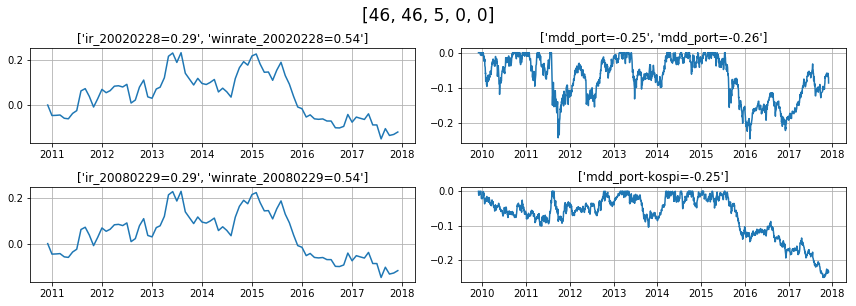 [46, 46, 5, 0, 0]
['ir_20020228=0.29', 'winrate_20020228=0.54']
0.2
0.0
2011 2012 2013 2014 2015 2016 2017 2018
['mdd_port=-0.25', 'mdd_port=-0.26']
0.0
−0.1
−0.2
2010 2011 2012 2013 2014 2015 2016 2017 2018
['ir_20080229=0.29', 'winrate_20080229=0.54']
0.2
0.0
2011 2012 2013 2014 2015 2016 2017 2018
['mdd_port-kospi=-0.25']
0.0
−0.1
−0.2
2010 2011 2012 2013 2014 2015 2016 2017 2018